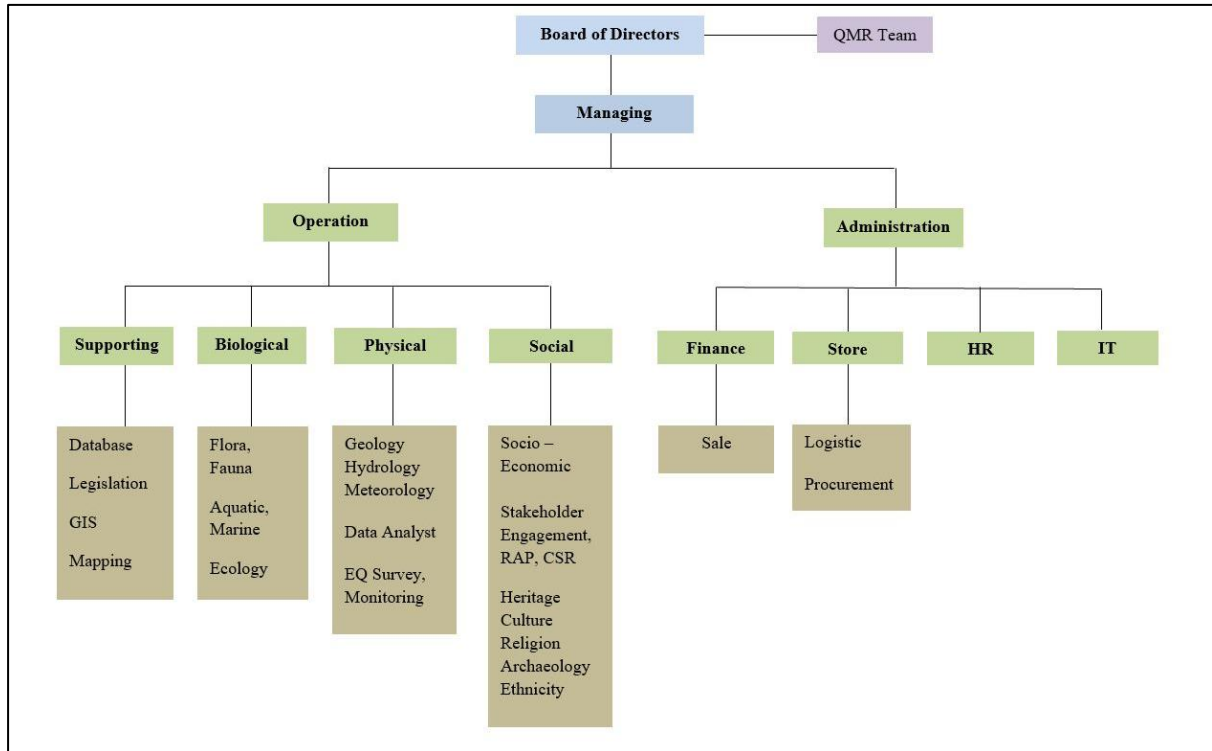 Board of Directors
QMR Team
Managing
Operation
Administration
Supporting
Biological
Physical
Social
Finance
Store
HR
IT
Database
Legislation
GIS
Mapping
Flora,
Fauna
Aquatic,
Marine
Ecology
Geology
Hydrology
Meteorology
Data Analyst
EQ Survey,
Monitoring
Socio –
Economic
Stakeholder
Engagement,
RAP, CSR
Heritage
Culture
Religion
Archaeology
Ethnicity
Sale
Logistic
Procurement